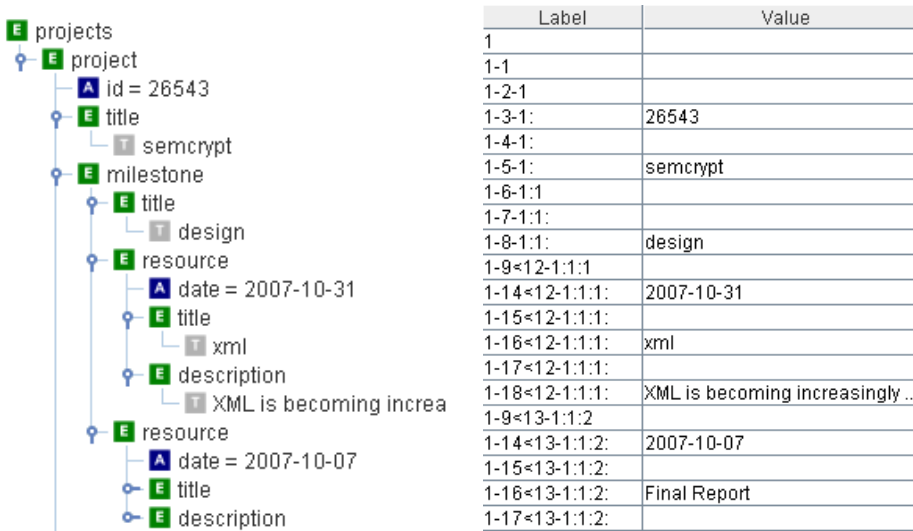 E projects
E project
A id = 26543
E title
T semcrypt
E milestone
E title
T design
E resource
A date = 2007-10-31
E title
T xml
E description
T XML is becoming increa
E resource
A date = 2007-10-07
E title
E description
Label Value
1
1-1
1-2-1
1-3-1: 26543
1-4-1:
1-5-1: semcrypt
1-6-1:1
1-7-1:1:
1-8-1:1: design
1-9<12-1:1:1
1-14<12-1:1:1: 2007-10-31
1-15<12-1:1:1:
1-16<12-1:1:1: xml
1-17<12-1:1:1:
1-18<12-1:1:1: XML is becoming increasingly ..
1-9<13-1:1:2
1-14<13-1:1:2: 2007-10-07
1-15<13-1:1:2:
1-16<13-1:1:2: Final Report
1-17<13-1:1:2: